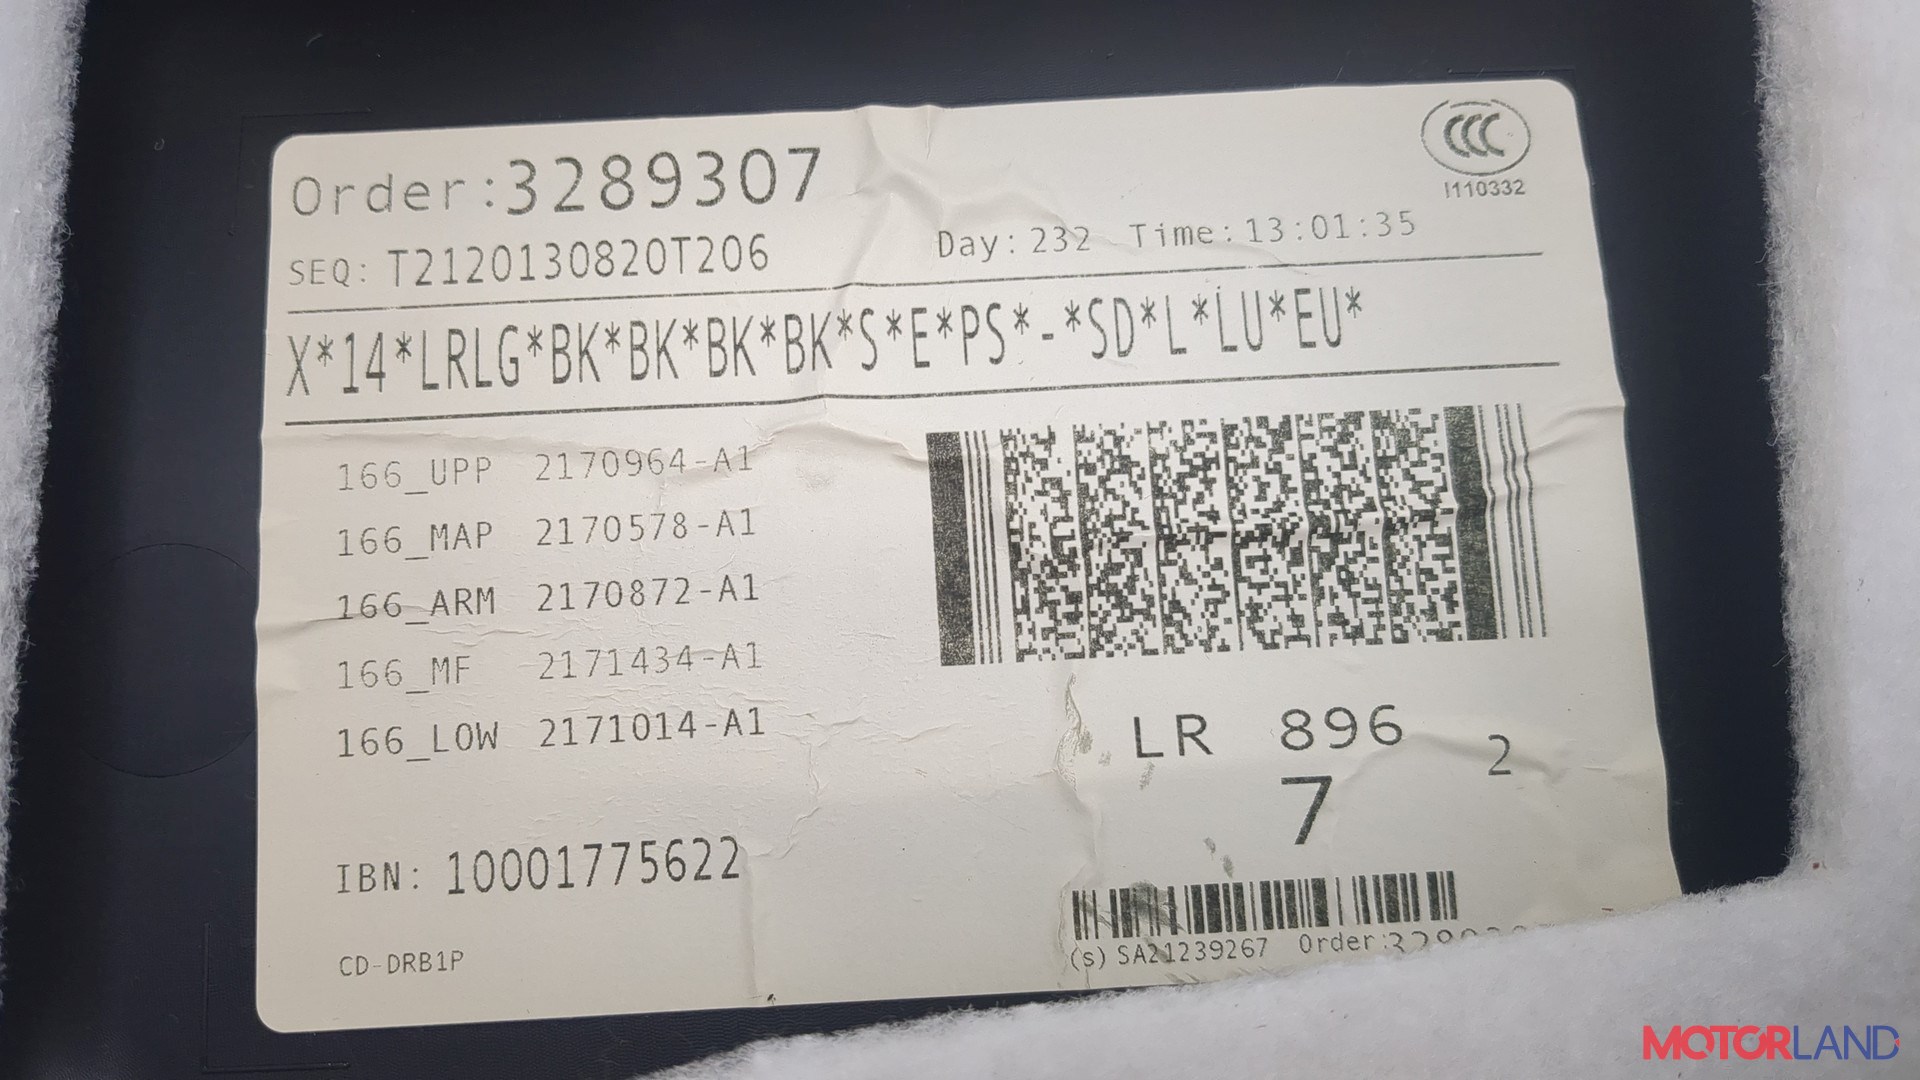 CCC
I110332
Order:3289307
SEQ: T2120130820T206
Day:232 Time:13:01:35
X*14*LRLG*BK*BK*BK*BK*S*E*PS*-*SD*L*LU*EU*
166_UPP 2170964-A1
166_MAP 2170578-A1
166_ARM 2170872-A1
166_MF 2171434-A1
166_LOW 2171014-A1
LR 896 2
7
IBN: 10001775622
(s) SA21239267 Order:
CD-DRB1P
MOTORLAND